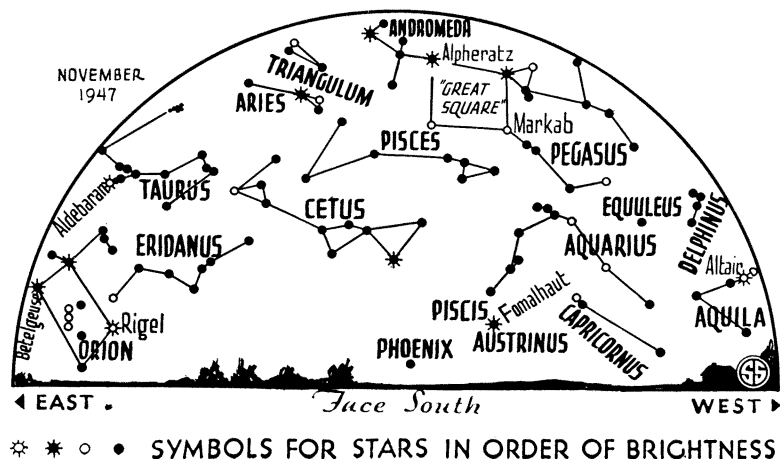 ANDROMEDA
Alpheratz
NOVEMBER
1947
TRIANGULUM
ARIES
"GREAT
SQUARE"
Markab
PISCES
PEGASUS
Aldebaran
TAURUS
CETUS
EQUULEUS
DELPHINUS
ERIDANUS
AQUARIUS
Altair
Betelgeuse
Rigel
ORION
PISCIS
AUSTRINUS
Fomalhaut
CAPRICORNUS
AQUILA
PHOENIX
SS
EAST
Face South
WEST
SYMBOLS FOR STARS IN ORDER OF BRIGHTNESS